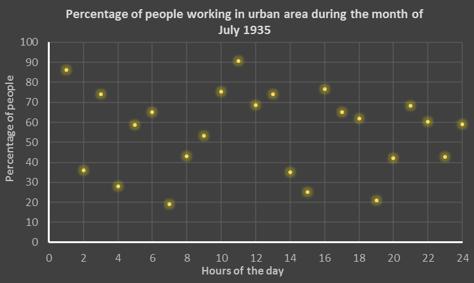 Percentage of people working in urban area during the month of
July 1935
100
90
80
70
60
50
40
30
20
10
0
Percentage of people
0 2 4 6 8 10 12 14 16 18 20 22 24
Hours of the day